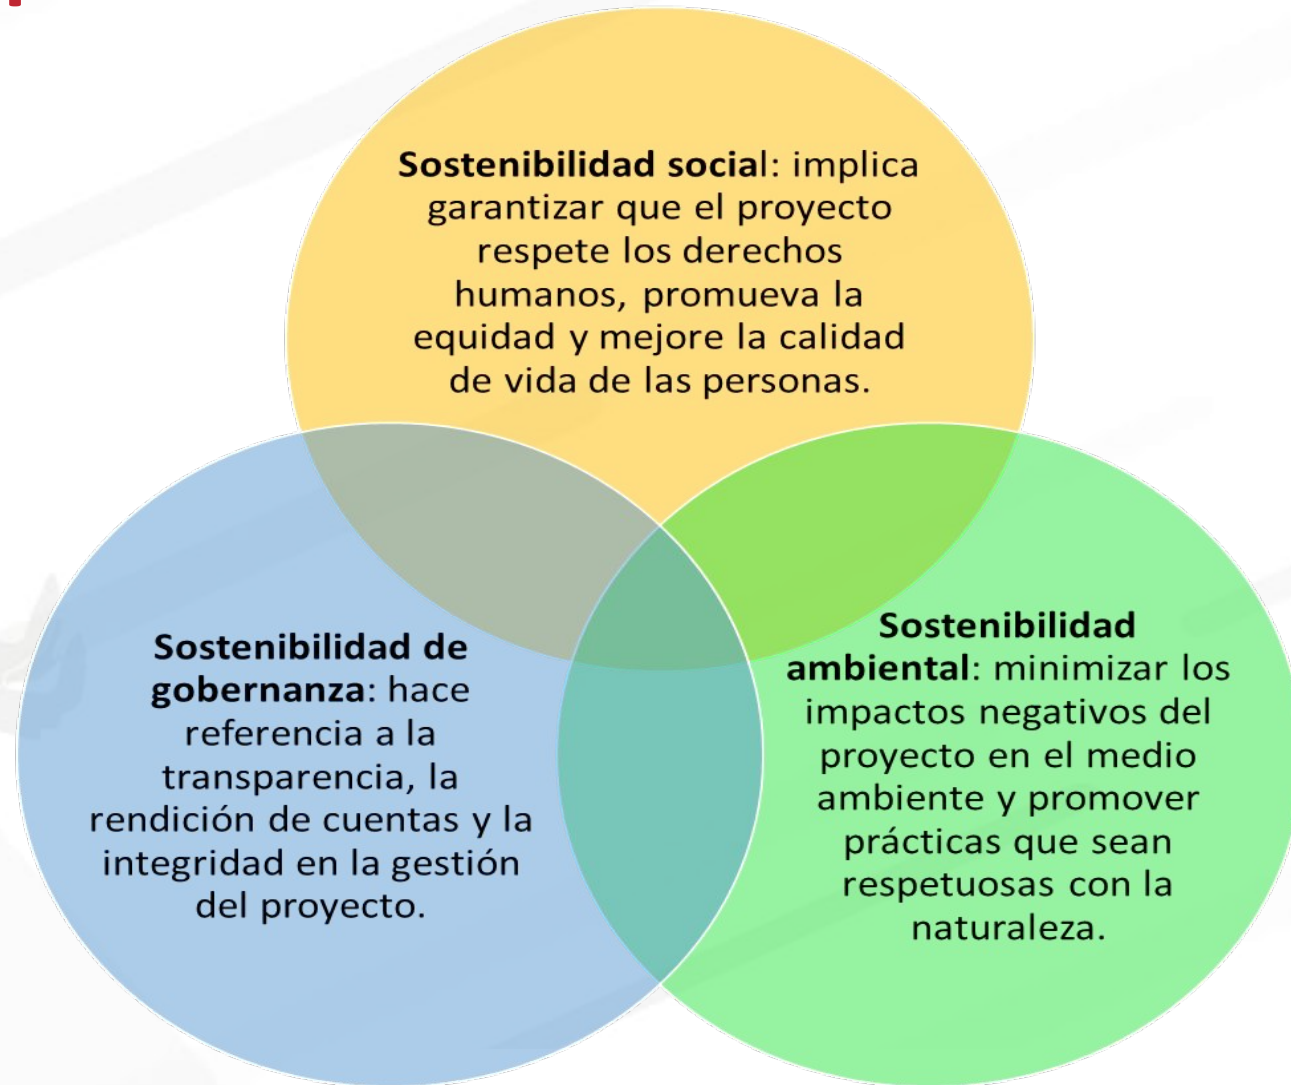 Sostenibilidad social: implica
garantizar que el proyecto
respete los derechos
humanos, promueva la
equidad y mejore la calidad
de vida de las personas.
Sostenibilidad de
gobernanza: hace
referencia a la
transparencia, la
rendición de cuentas y la
integridad en la gestión
del proyecto.
Sostenibilidad
ambiental: minimizar los
impactos negativos del
proyecto en el medio
ambiente y promover
prácticas que sean
respetuosas con la
naturaleza.